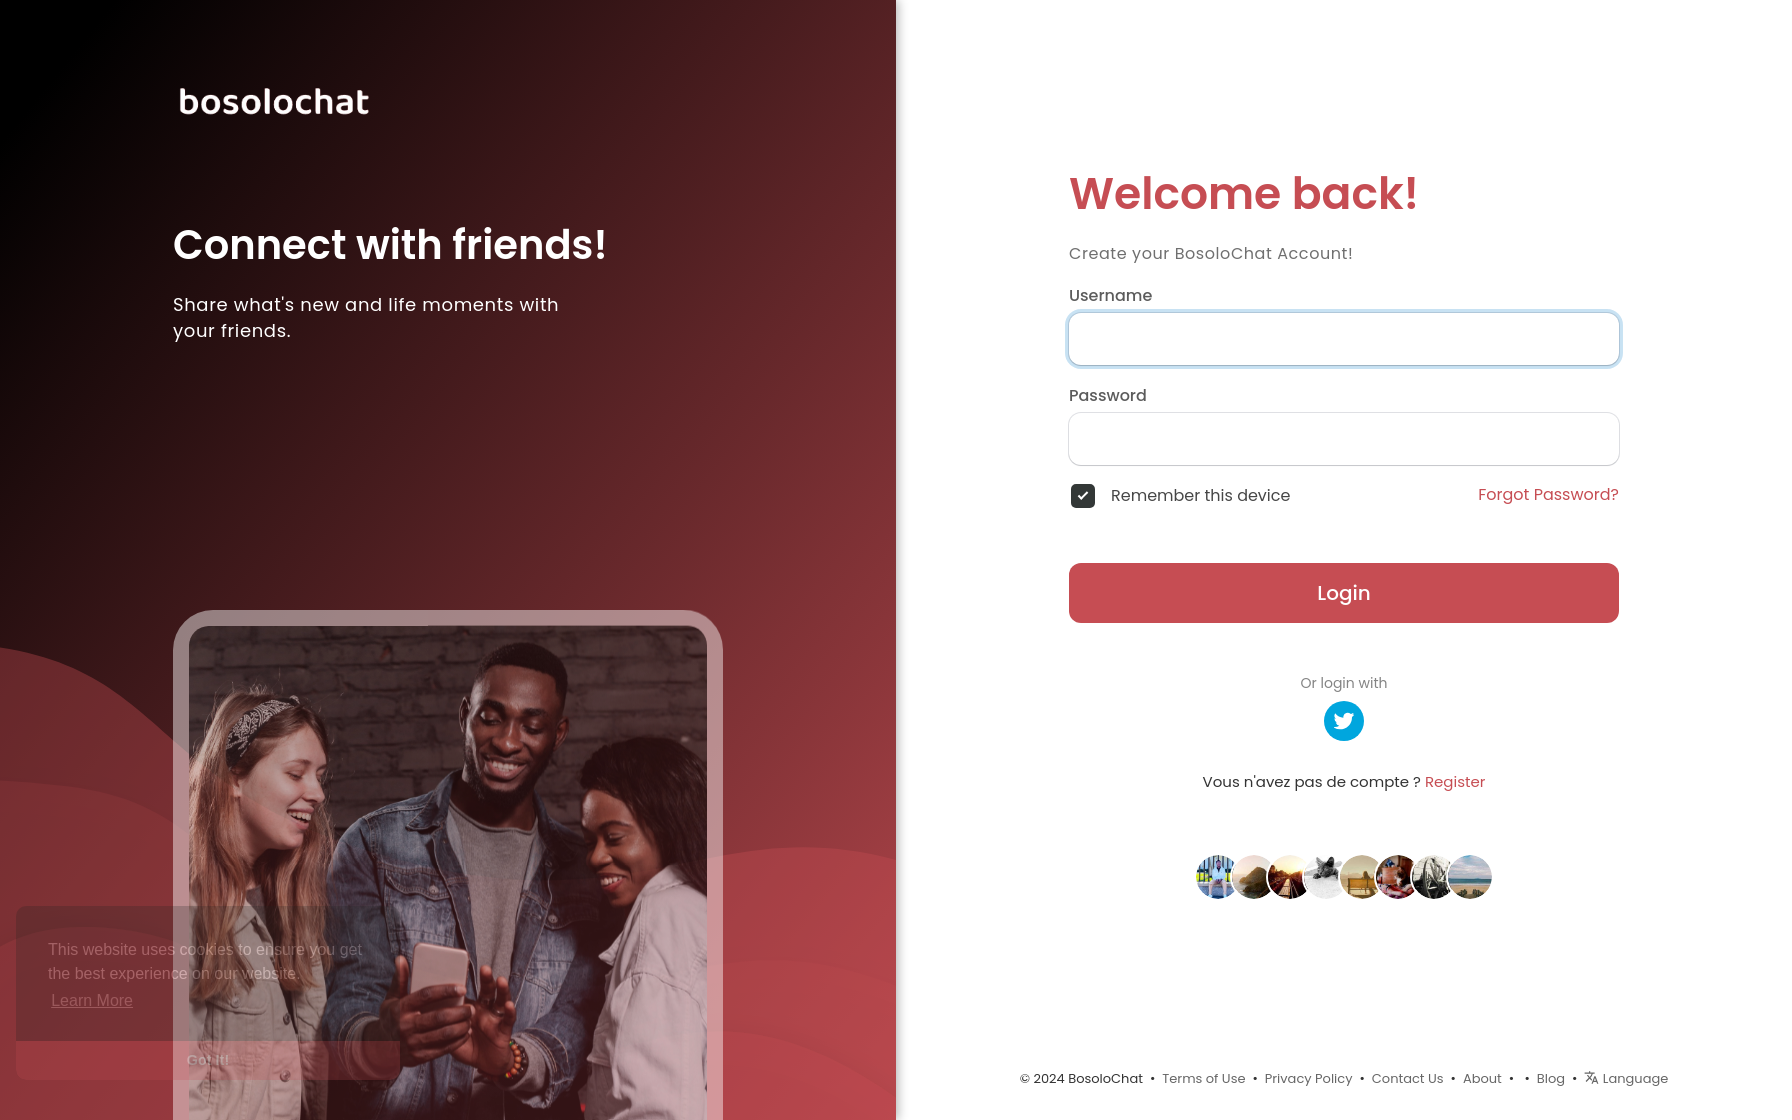 bosolochat
Connect with friends!
Share what's new and life moments with
your friends.
This website uses cookies to ensure you get
the best experience on our website.
Learn More
Got It!
Welcome back!
Create your BosoloChat Account!
Username
Password
Remember this device
Forgot Password?
Login
Or login with
Vous n'avez pas de compte ? Register
© 2024 BosoloChat • Terms of Use • Privacy Policy • Contact Us • About • • Blog • Language